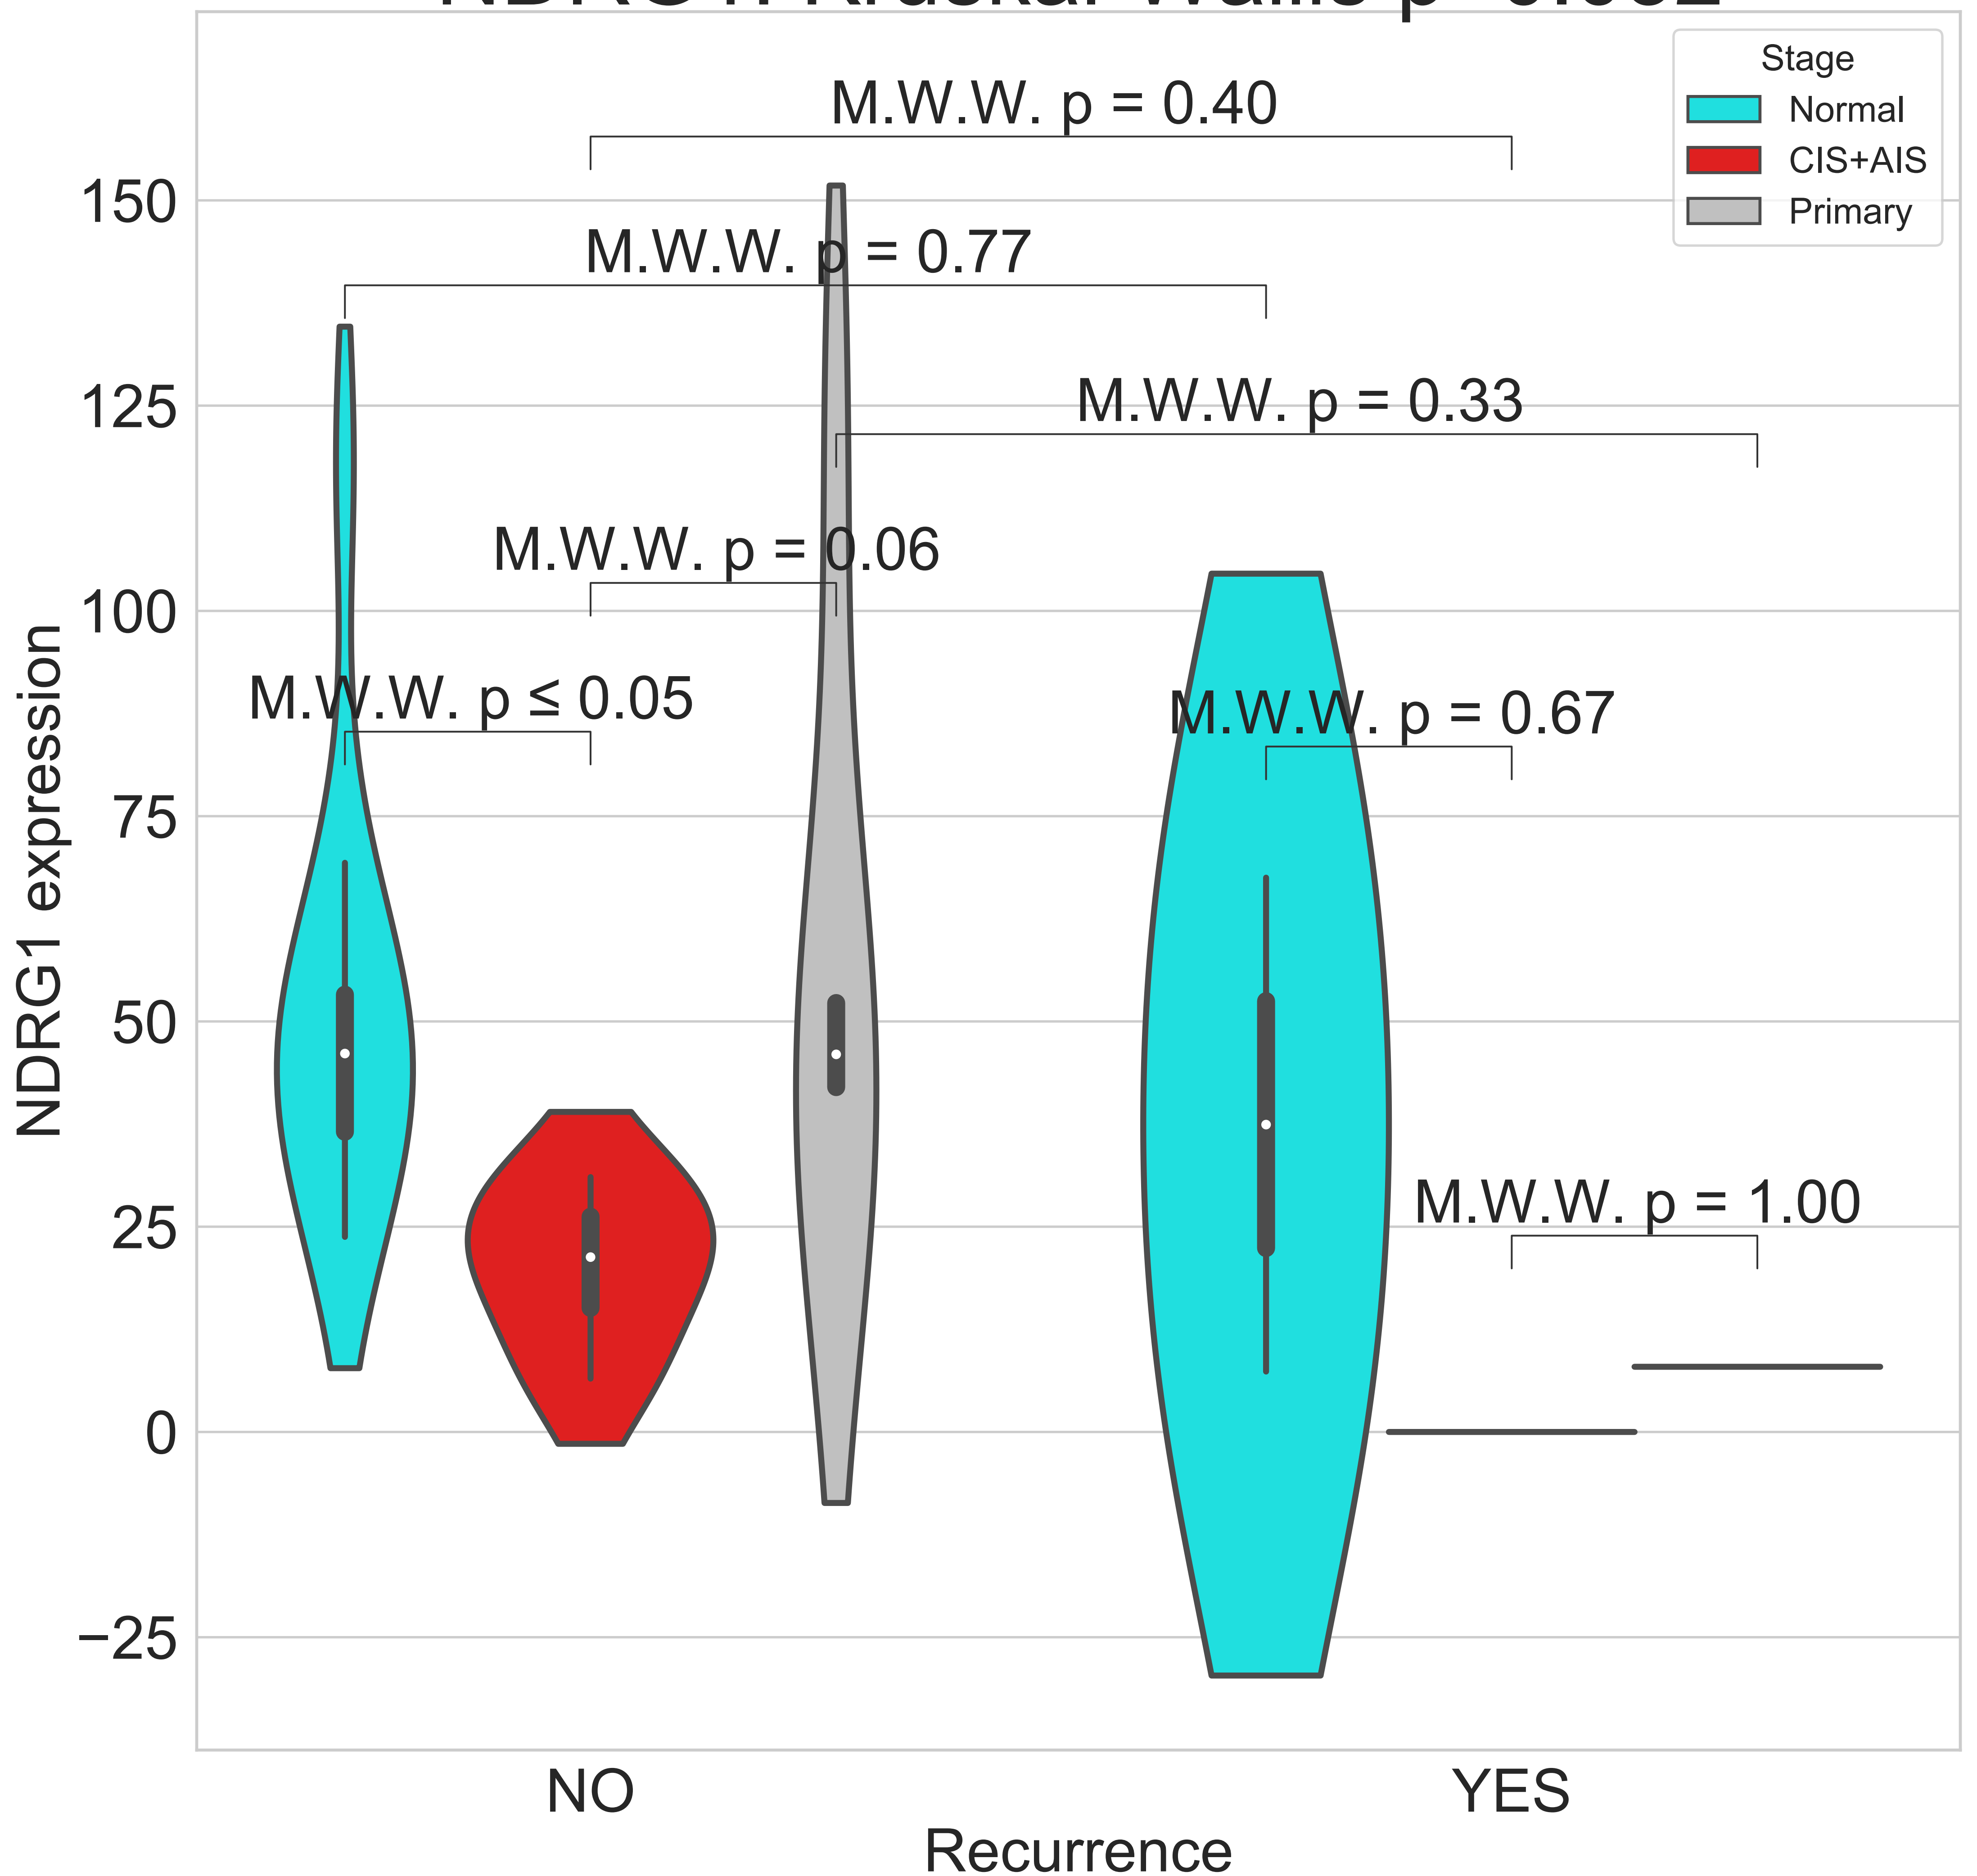 Stage
Normal
CIS+AIS
Primary
M.W.W. p = 0.40
M.W.W. p = 0.77
M.W.W. p = 0.33
M.W.W. p = 0.06
M.W.W. p ≤ 0.05
M.W.W. p = 0.67
M.W.W. p = 1.00
150
125
100
75
50
25
0
−25
NDRG1 expression
NO
YES
Recurrence